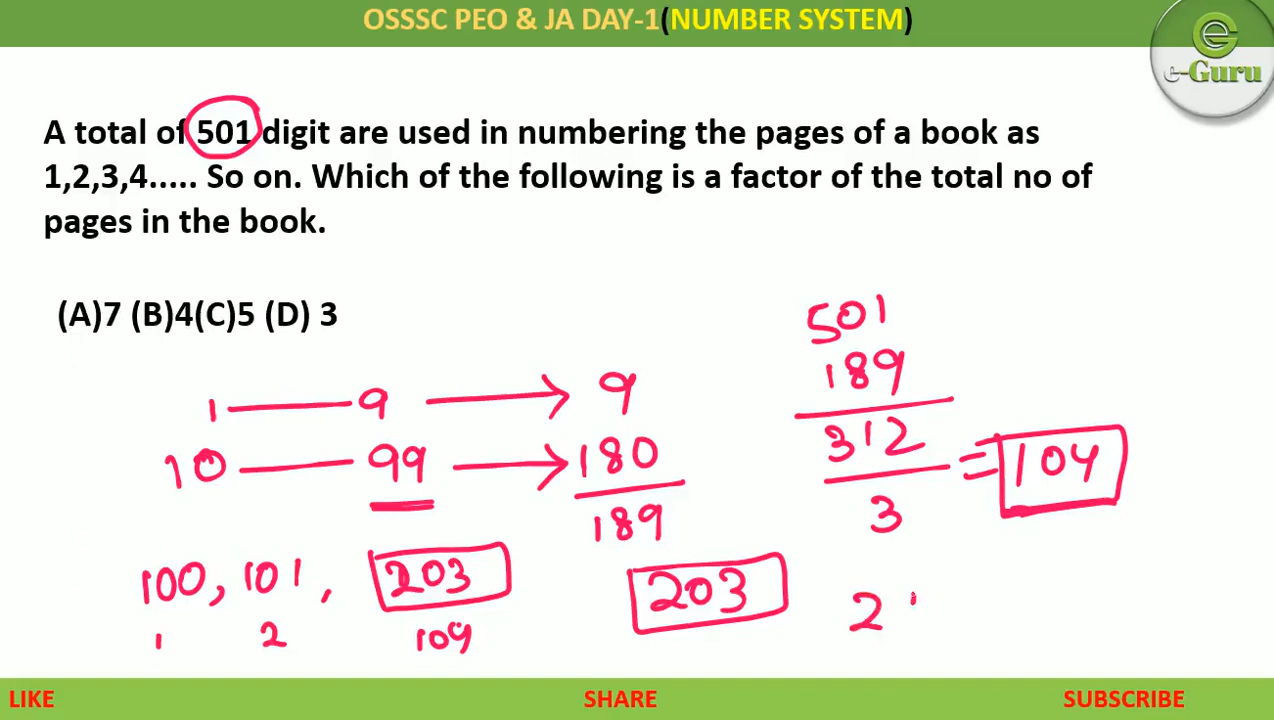 OSSSC PEO & JA DAY-1(NUMBER SYSTEM)
e
e-Guru
A total of 501 digit are used in numbering the pages of a book as
1,2,3,4..... So on. Which of the following is a factor of the total no of
pages in the book.
(A)7 (B)4(C)5 (D) 3
501
189
312
3
= 104
1 9 9
10 99 180
189
100, 101, 203
1 2 104
203
2
LIKE SHARE SUBSCRIBE